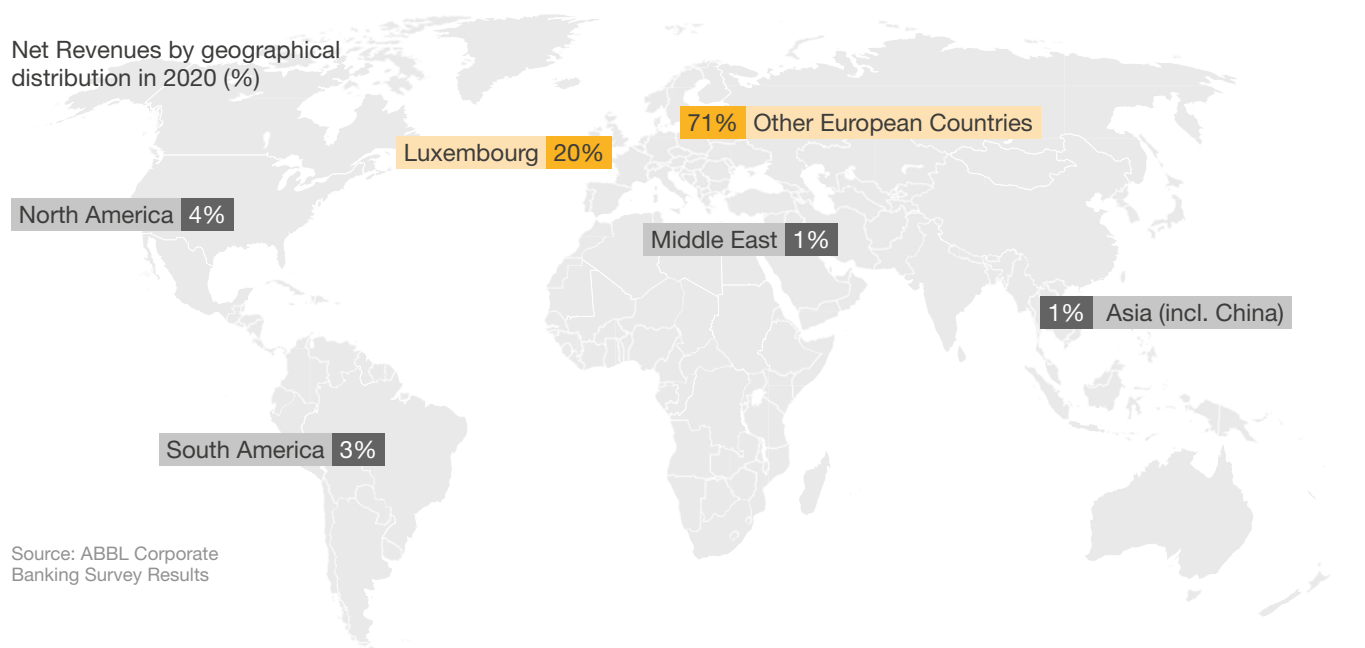 Net Revenues by geographical
distribution in 2020 (%)
71% Other European Countries
Luxembourg 20%
North America 4%
Middle East 1%
1% Asia (incl. China)
South America 3%
Source: ABBL Corporate
Banking Survey Results